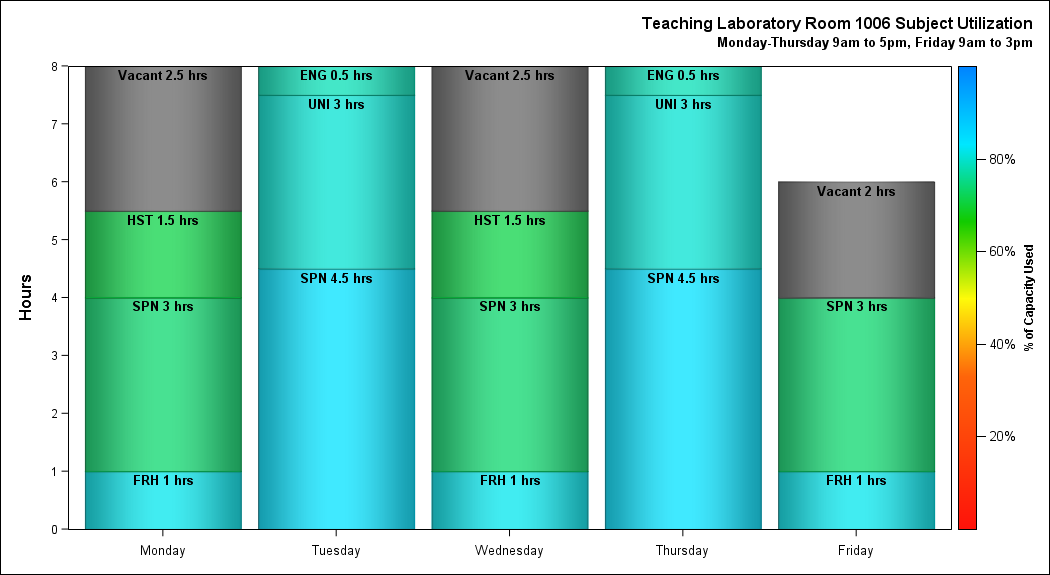 Teaching Laboratory Room 1006 Subject Utilization
Monday-Thursday 9am to 5pm, Friday 9am to 3pm
Hours
8
7
6
5
4
3
2
1
0
Vacant 2.5 hrs
HST 1.5 hrs
SPN 3 hrs
FRH 1 hrs
ENG 0.5 hrs
UNI 3 hrs
SPN 4.5 hrs
Vacant 2.5 hrs
HST 1.5 hrs
SPN 3 hrs
FRH 1 hrs
ENG 0.5 hrs
UNI 3 hrs
SPN 4.5 hrs
Vacant 2 hrs
SPN 3 hrs
FRH 1 hrs
Monday
Tuesday
Wednesday
Thursday
Friday
80%
60%
40%
20%
% of Capacity Used